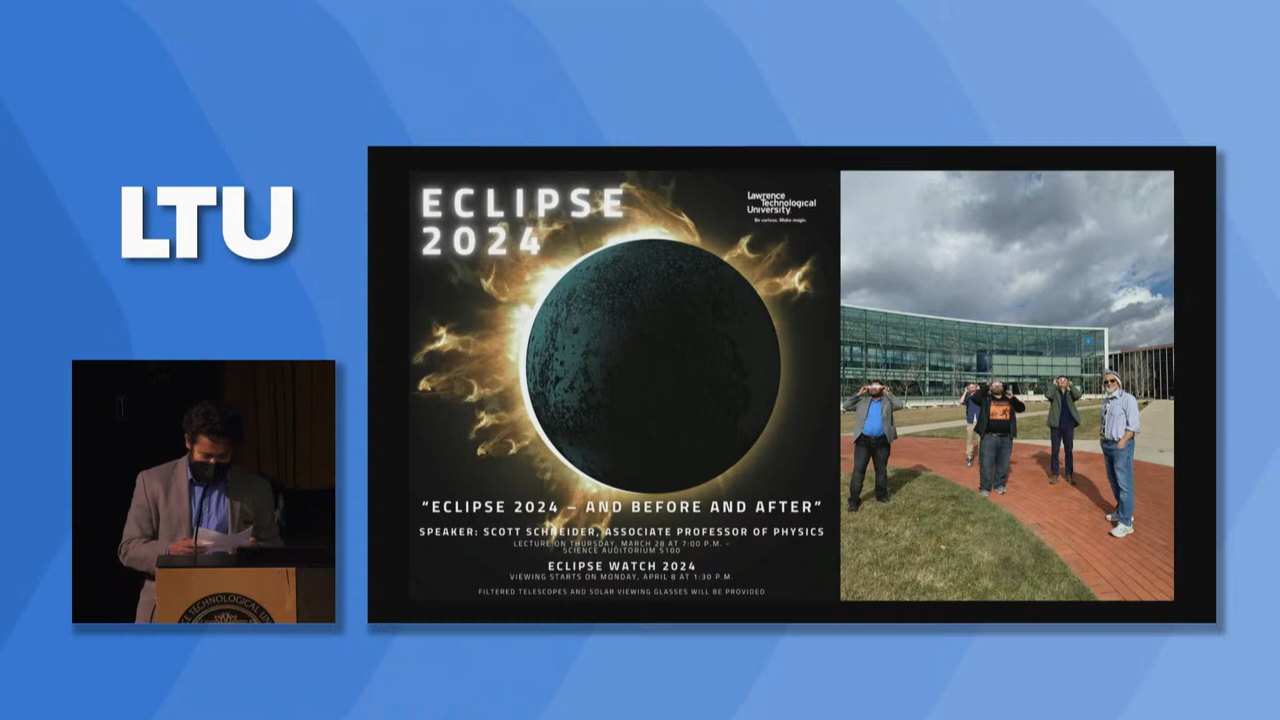 LTU
ECLIPSE
2024
Lawrence
Technological
University
Be curious. Make magic.
“ECLIPSE 2024 – AND BEFORE AND AFTER”
SPEAKER: SCOTT SCHNEIDER, ASSOCIATE PROFESSOR OF PHYSICS
LECTURE ON THURSDAY, MARCH 28 AT 7:00 P.M. -
SCIENCE AUDITORIUM S100
ECLIPSE WATCH 2024
VIEWING STARTS ON MONDAY, APRIL 8 AT 1:30 P.M.
FILTERED TELESCOPES AND SOLAR VIEWING GLASSES WILL BE PROVIDED
TECHNOLOGICAL